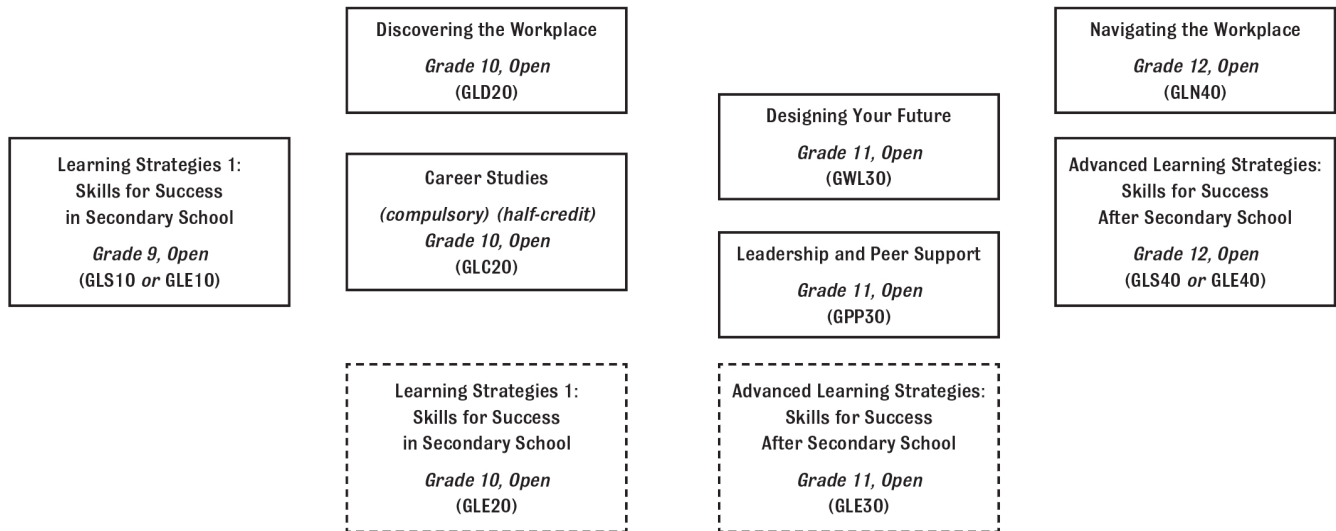 Discovering the Workplace
Grade 10, Open
(GLD20)
Navigating the Workplace
Grade 12, Open
(GLN40)
Designing Your Future
Grade 11, Open
(GWL30)
Learning Strategies 1:
Skills for Success
in Secondary School
Grade 9, Open
(GLS10 or GLE10)
Career Studies
(compulsory) (half-credit)
Grade 10, Open
(GLC20)
Advanced Learning Strategies:
Skills for Success
After Secondary School
Grade 12, Open
(GLS40 or GLE40)
Leadership and Peer Support
Grade 11, Open
(GPP30)
Learning Strategies 1:
Skills for Success
in Secondary School
Grade 10, Open
(GLE20)
Advanced Learning Strategies:
Skills for Success
After Secondary School
Grade 11, Open
(GLE30)